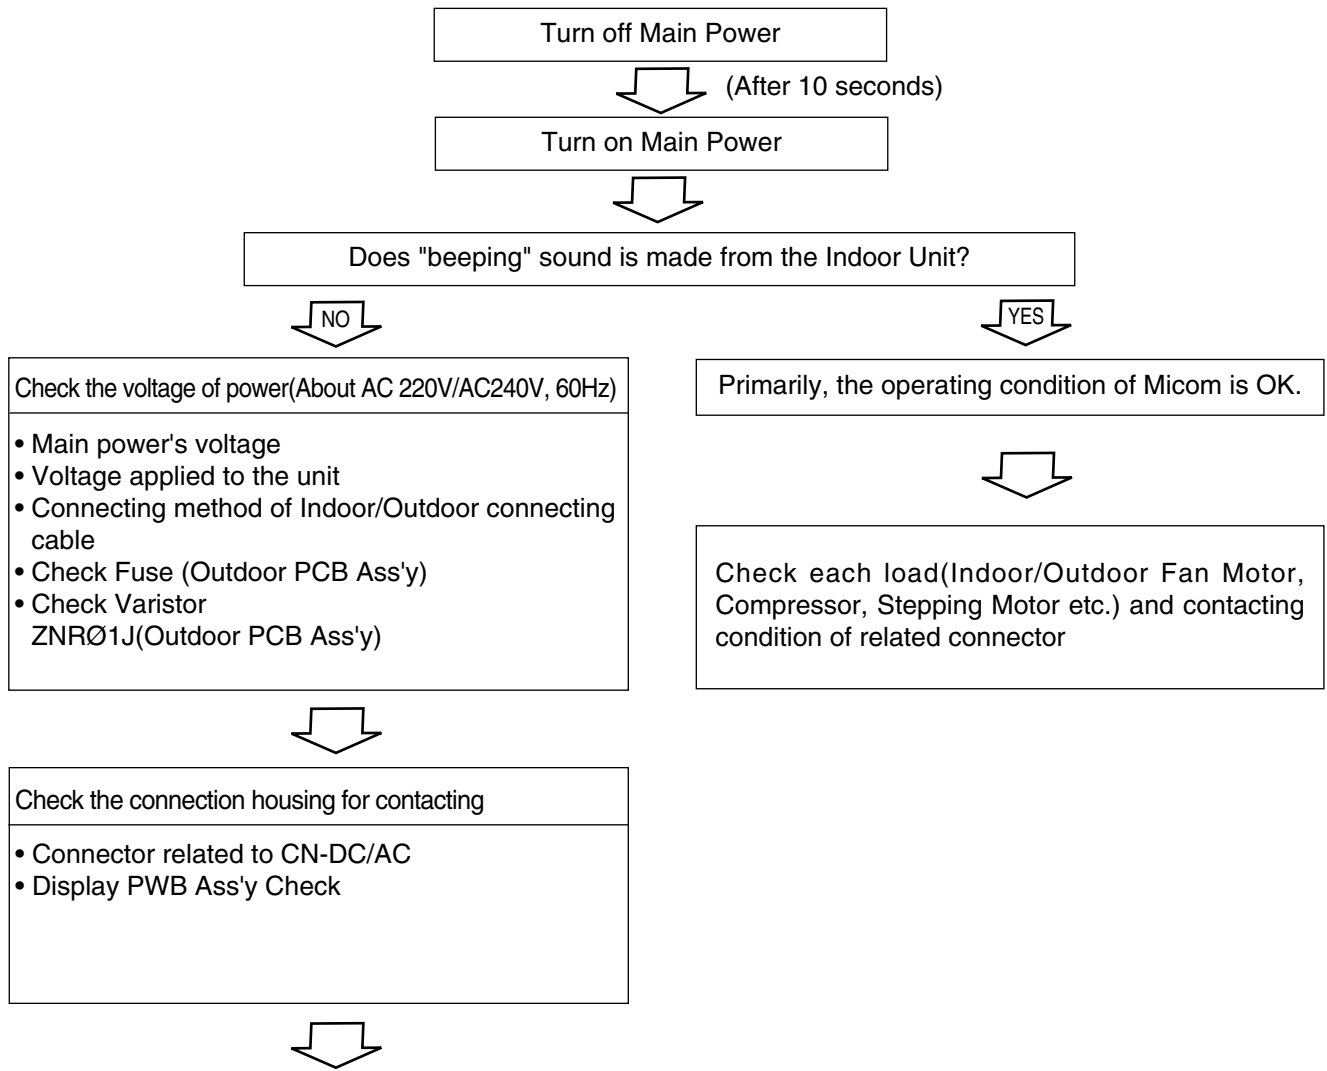 Turn off Main Power
(After 10 seconds)
Turn on Main Power
Does "beeping" sound is made from the Indoor Unit?
NO
YES
Check the voltage of power(About AC 220V/AC240V, 60Hz)
• Main power's voltage
• Voltage applied to the unit
• Connecting method of Indoor/Outdoor connecting
cable
• Check Fuse (Outdoor PCB Ass'y)
• Check Varistor
ZNRØ1J(Outdoor PCB Ass'y)
Primarily, the operating condition of Micom is OK.
Check each load(Indoor/Outdoor Fan Motor,
Compressor, Stepping Motor etc.) and contacting
condition of related connector
Check the connection housing for contacting
• Connector related to CN-DC/AC
• Display PWB Ass'y Check